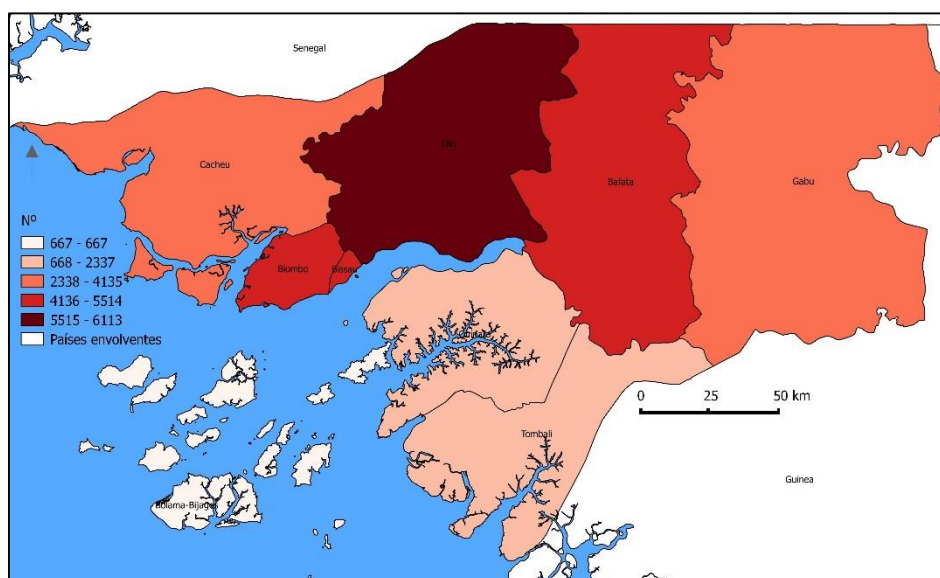 Senegal
Cacheu
Oio
Bafata
Gabu
Nº
667 - 667
668 - 2337
2338 - 4135
4136 - 5514
5515 - 6113
Países envolventes
Biombo
Bissau
0 25 50 km
Tombali
Guinea
Bolama-Bijagos